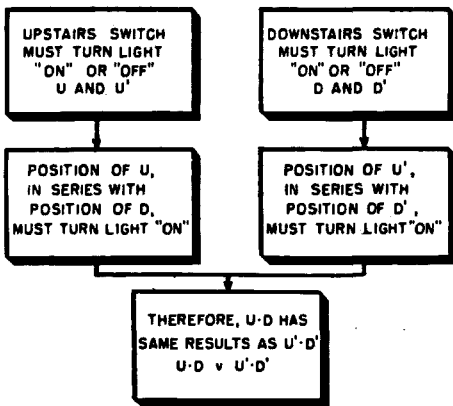 UPSTAIRS SWITCH
MUST TURN LIGHT
"ON" OR "OFF"
U AND U'
DOWNSTAIRS SWITCH
MUST TURN LIGHT
"ON" OR "OFF"
D AND D'
POSITION OF U,
IN SERIES WITH
POSITION OF D,
MUST TURN LIGHT "ON"
POSITION OF U',
IN SERIES WITH
POSITION OF D',
MUST TURN LIGHT "ON"
THEREFORE, U·D HAS
SAME RESULTS AS U'·D'
U·D v U'·D'